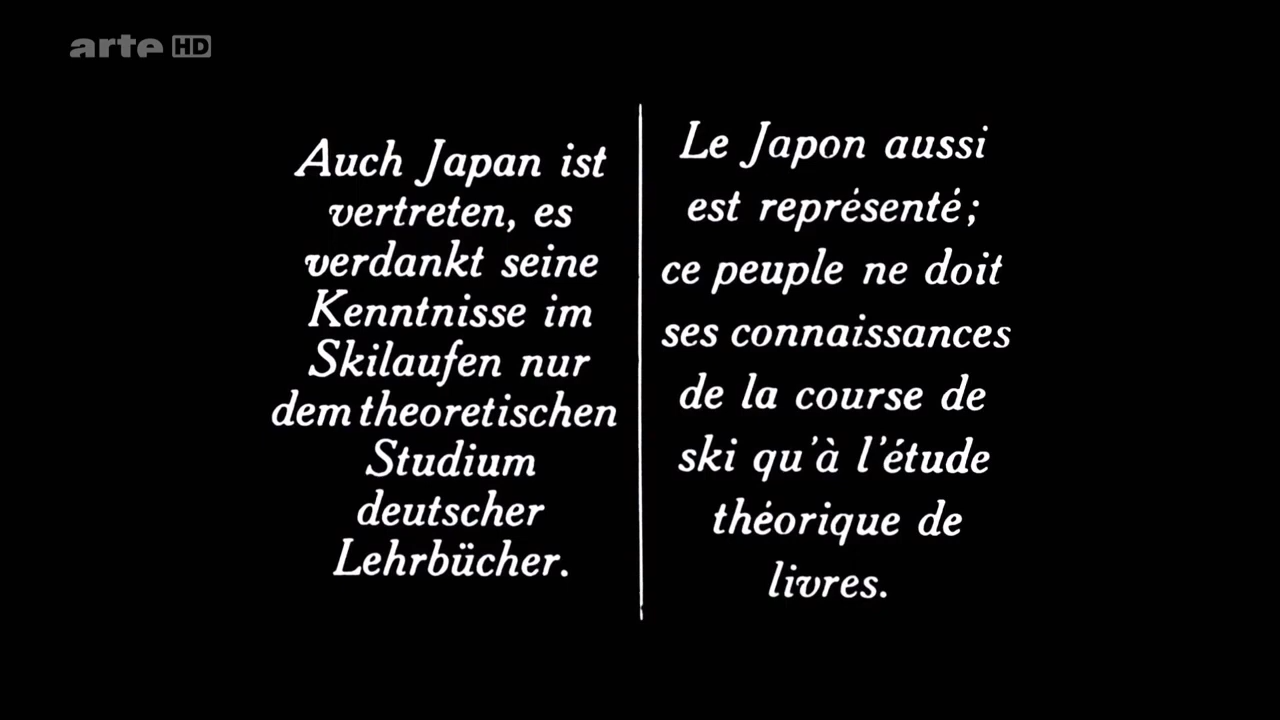 arte HD
Auch Japan ist
vertreten, es
verdankt seine
Kenntnisse im
Skilaufen nur
dem theoretischen
Studium
deutscher
Lehrbücher.
Le Japon aussi
est représenté;
ce peuple ne doit
ses connaissances
de la course de
ski qu'à l'étude
théorique de
livres.